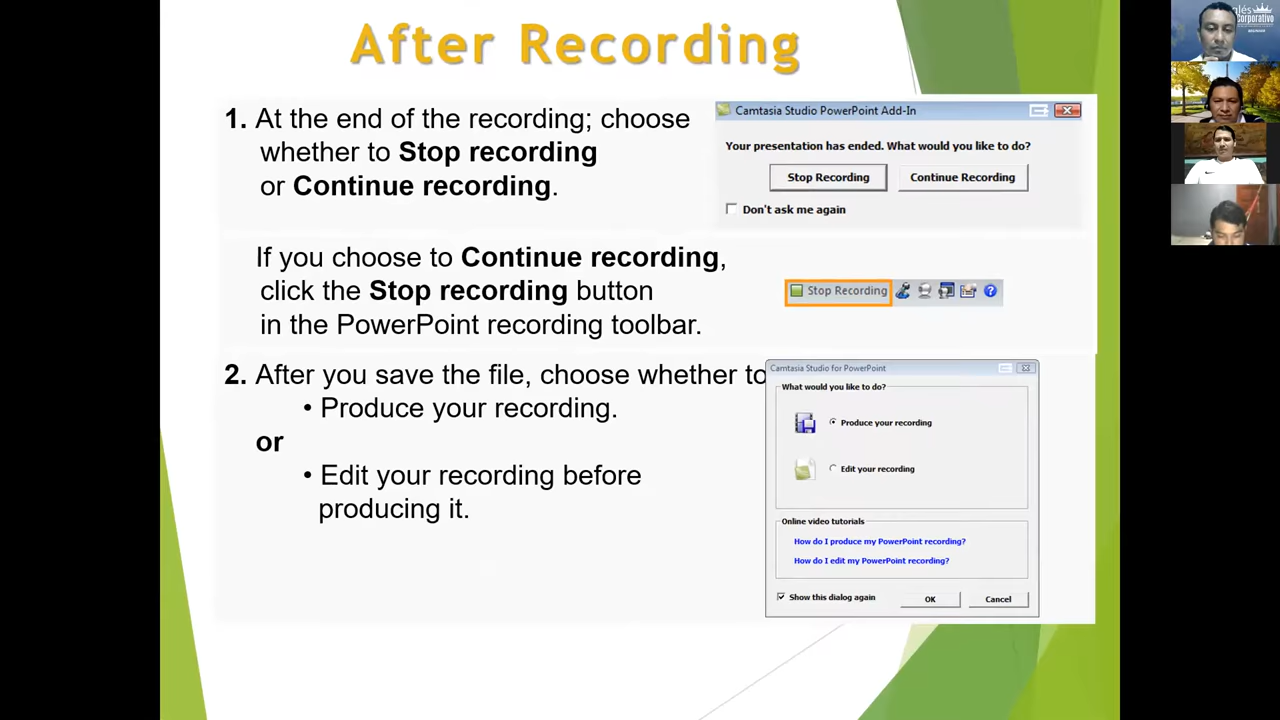 After Recording
1. At the end of the recording; choose
whether to Stop recording
or Continue recording.
Camtasia Studio PowerPoint Add-In
Your presentation has ended. What would you like to do?
Stop Recording
Continue Recording
Don't ask me again
If you choose to Continue recording,
click the Stop recording button
in the PowerPoint recording toolbar.
Stop Recording
2. After you save the file, choose whether to
• Produce your recording.
or
• Edit your recording before
producing it.
Camtasia Studio for PowerPoint
What would you like to do?
Produce your recording
Edit your recording
Online video tutorials
How do I produce my PowerPoint recording?
How do I edit my PowerPoint recording?
Show this dialog again
OK
Cancel
glés
orporativo